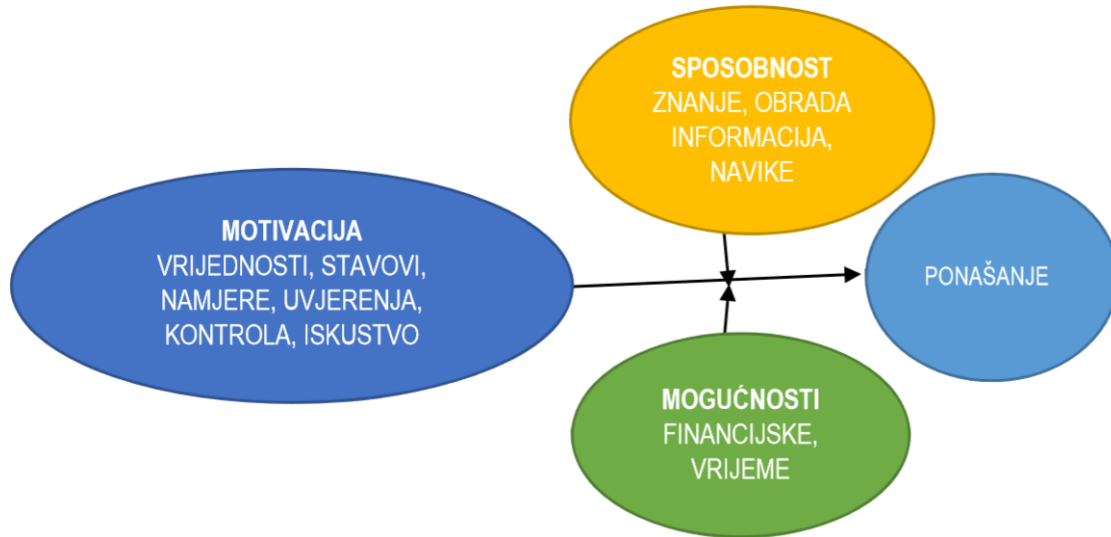 SPOSOBNOST
ZNANJE, OBRADA
INFORMACIJA,
NAVIKE
MOTIVACIJA
VRIJEDNOSTI, STAVOVI,
NAMJERE, UVJERENJA,
KONTROLA, ISKUSTVO
PONAŠANJE
MOGUĆNOSTI
FINANCIJSKE,
VRIJEME